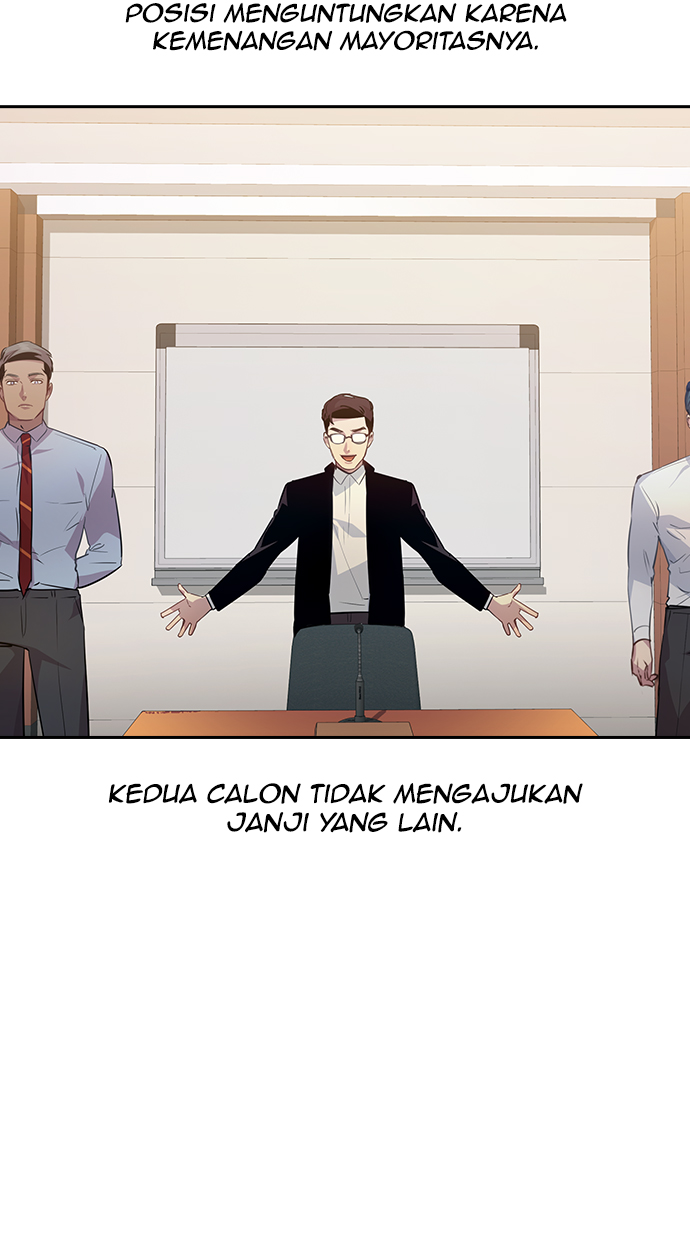 POSISI MENGUNTUNGKAN KARENA
KEMENANGAN MAYORITASNYA.
KEDUA CALON TIDAK MENGAJUKAN
JANJI YANG LAIN.